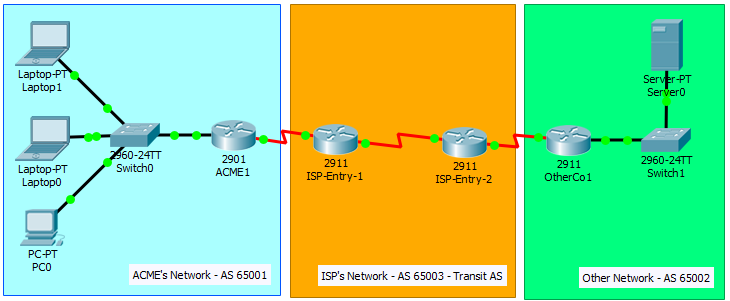 Laptop-PT
Laptop1
Laptop-PT
Laptop0
PC-PT
PC0
2960-24TT
Switch0
2901
ACME1
ACME's Network - AS 65001
2911
ISP-Entry-1
2911
ISP-Entry-2
ISP's Network - AS 65003 - Transit AS
Server-PT
Server0
2911
OtherCo1
2960-24TT
Switch1
Other Network - AS 65002